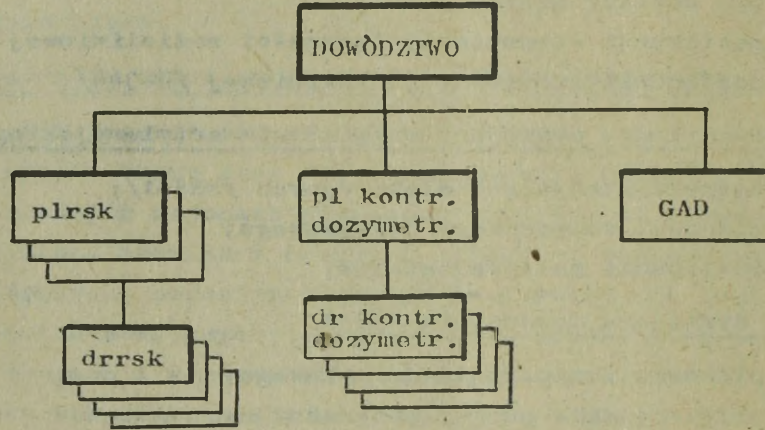 DOWÓDZTWO
plrsk
pl kontr.
dozymetr.
GAD
drrsk
dr kontr.
dozymetr.